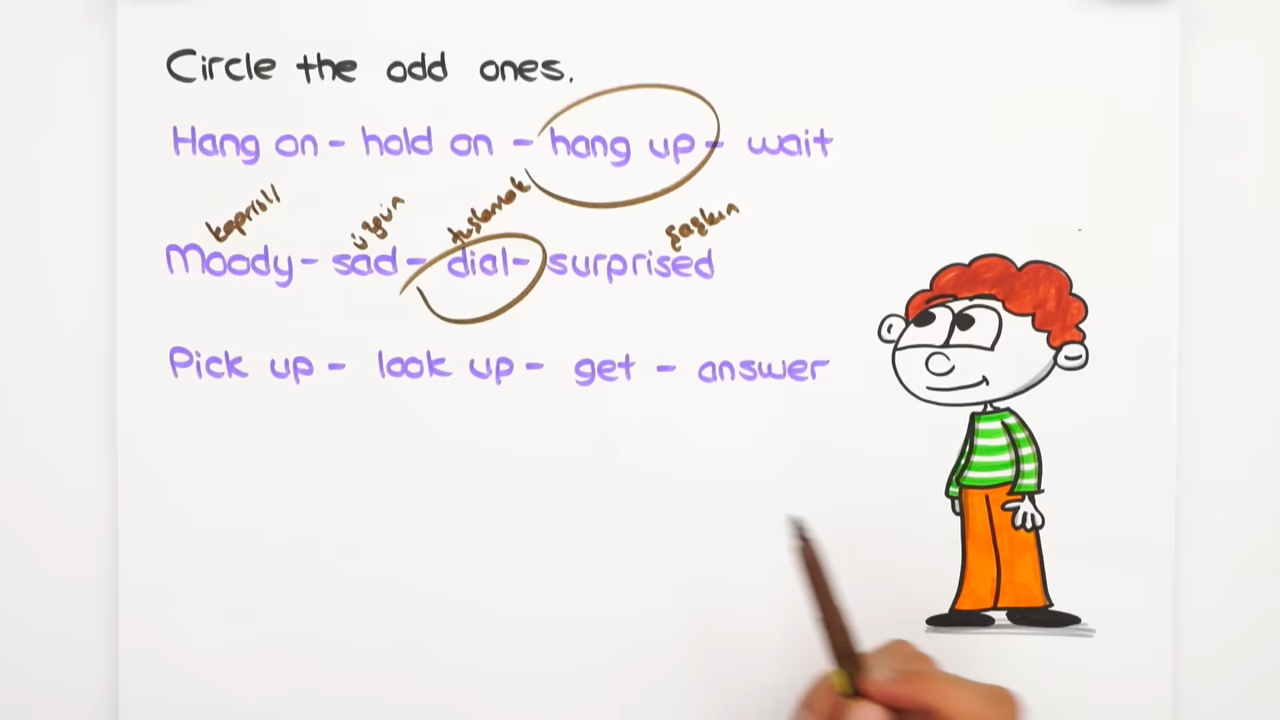 Circle the odd ones.
Hang on - hold on - hang up - wait
kaprisli üzgün tuşlamak şaşkın
Moody - sad - dial - surprised
Pick up - look up - get - answer